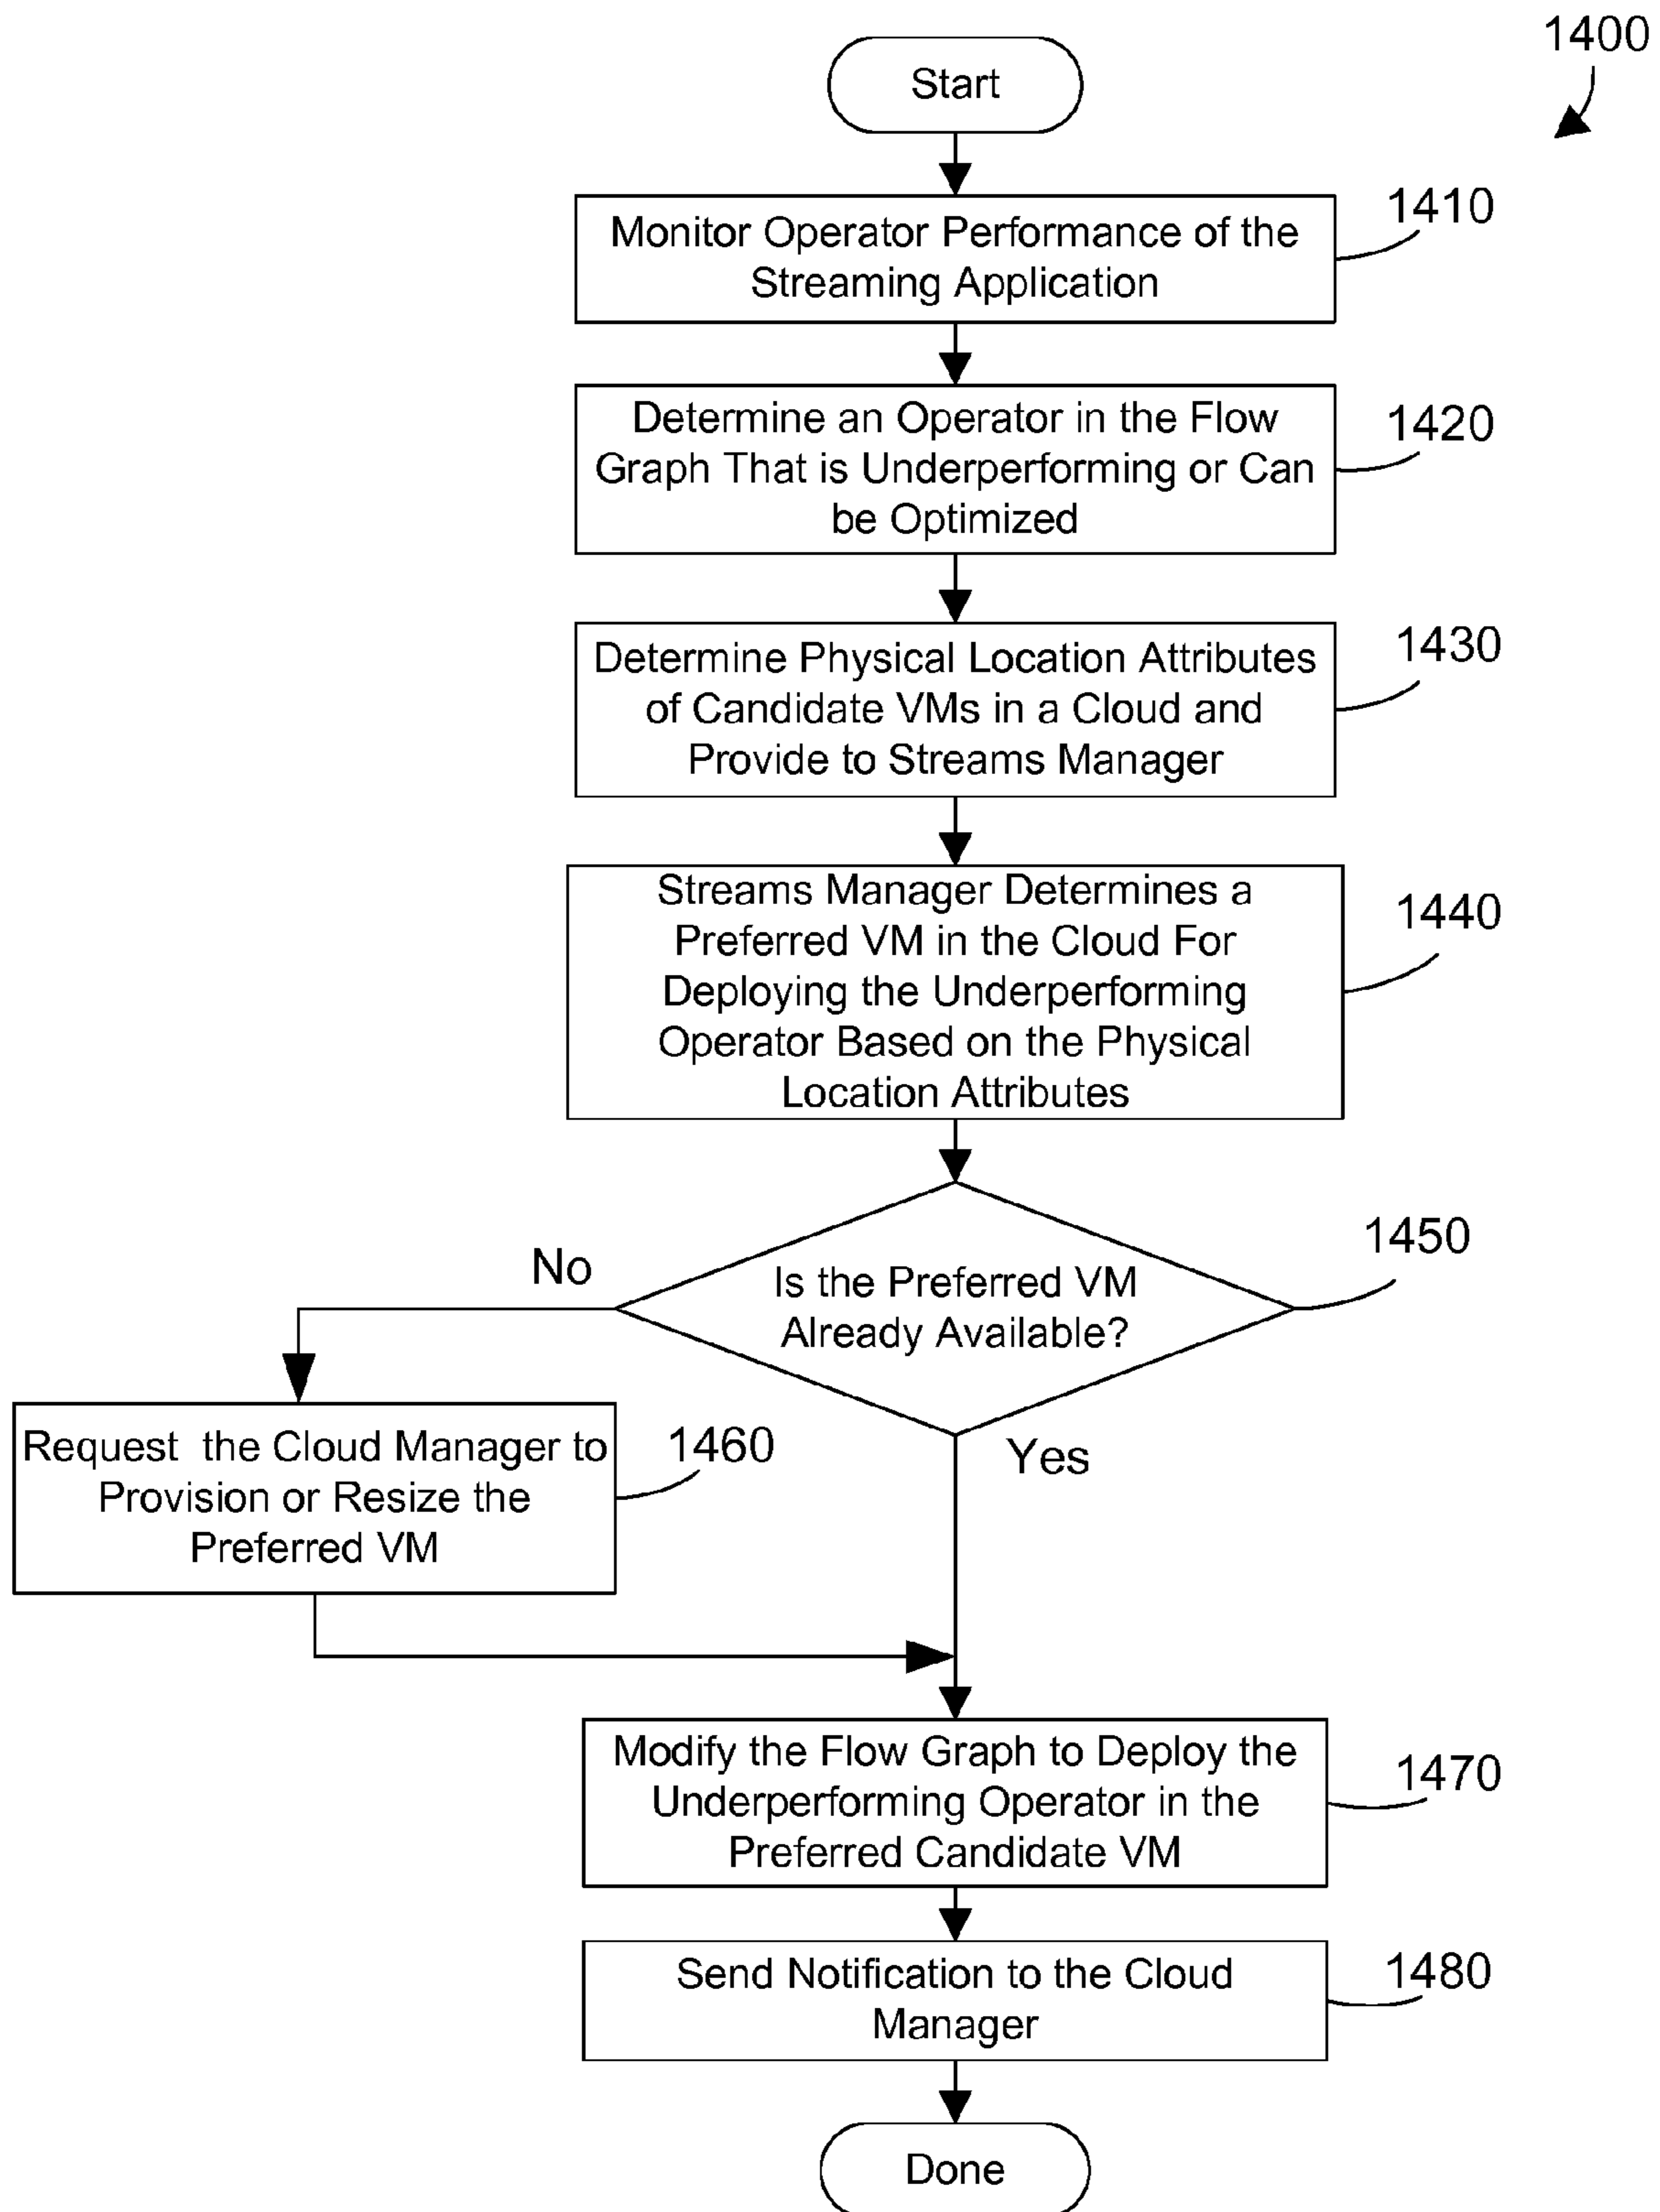 1400
Start
1410
Monitor Operator Performance of the
Streaming Application
1420
Determine an Operator in the Flow
Graph That is Underperforming or Can
be Optimized
1430
Determine Physical Location Attributes
of Candidate VMs in a Cloud and
Provide to Streams Manager
1440
Streams Manager Determines a
Preferred VM in the Cloud For
Deploying the Underperforming
Operator Based on the Physical
Location Attributes
1450
No
Is the Preferred VM
Already Available?
Yes
1460
Request the Cloud Manager to
Provision or Resize the
Preferred VM
1470
Modify the Flow Graph to Deploy the
Underperforming Operator in the
Preferred Candidate VM
1480
Send Notification to the Cloud
Manager
Done